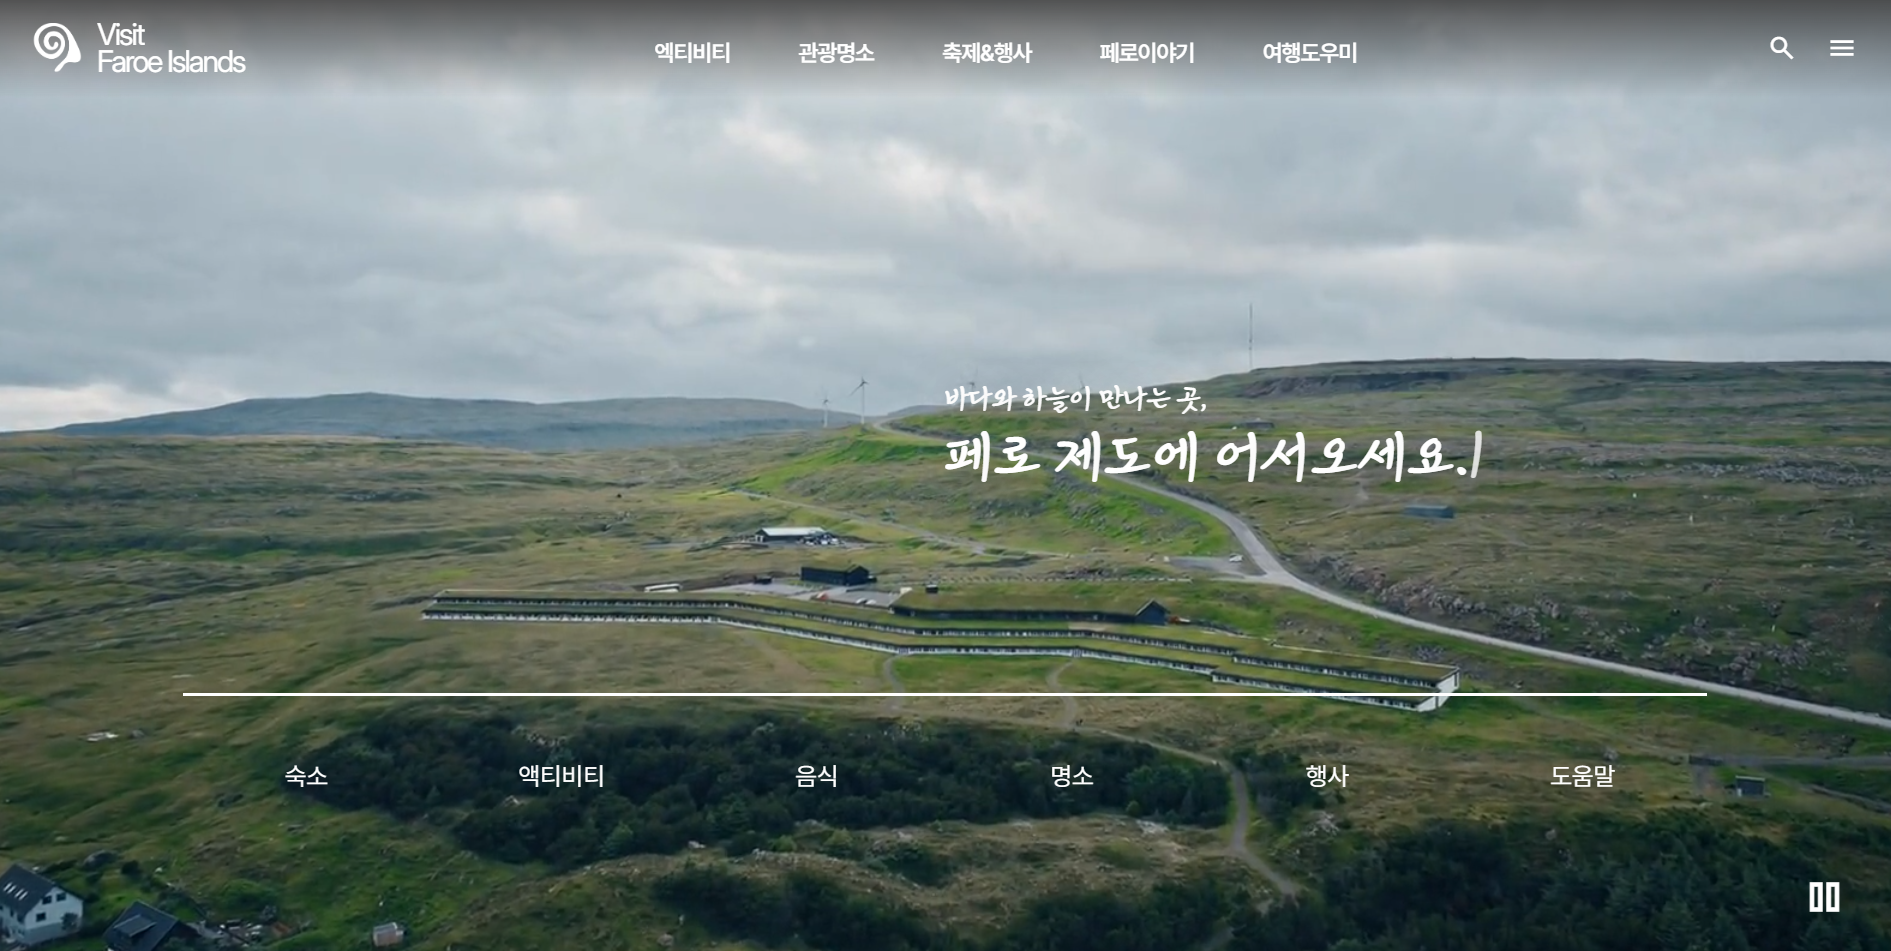 Visit
Faroe Islands
엑티비티 관광명소 축제&행사 페로이야기 여행도우미
바다와 하늘이 만나는 곳,
페로 제도에 어서오세요.
숙소 액티비티 음식 명소 행사 도움말